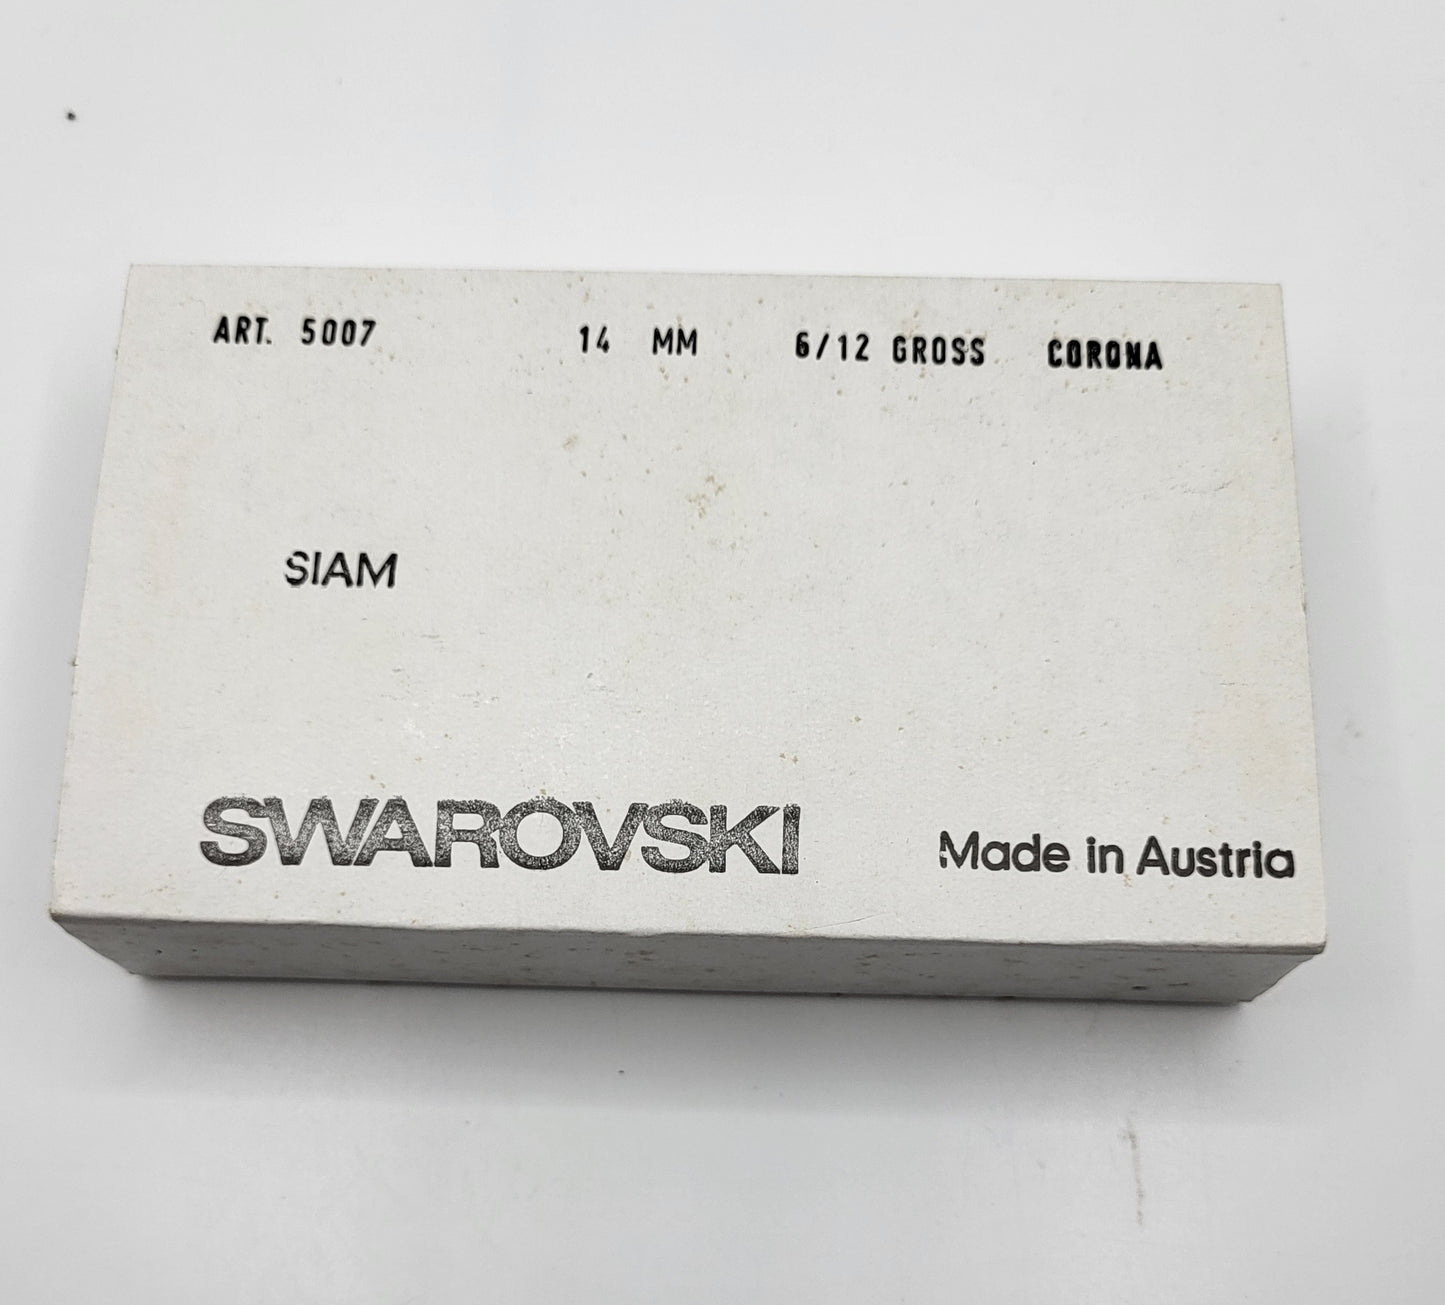 ART. 5007 14 MM 6/12 GROSS CORONA
SIAM
SWAROVSKI Made in Austria